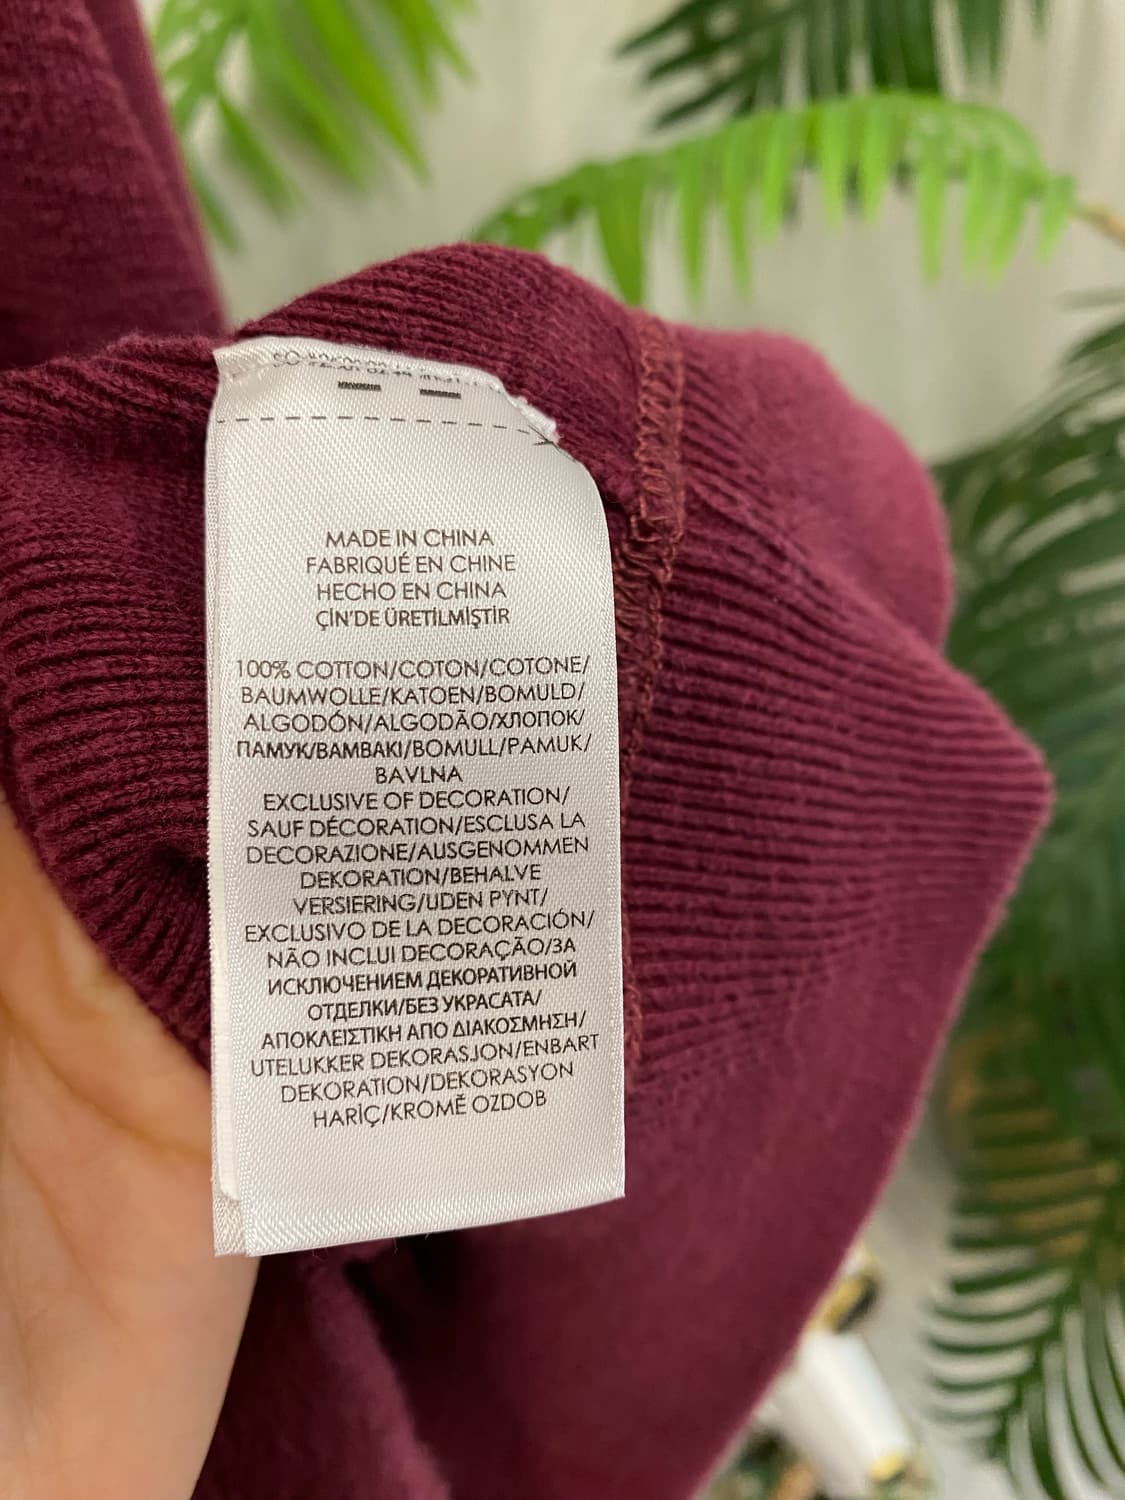 MADE IN CHINA
FABRIQUÉ EN CHINE
HECHO EN CHINA
ÇİN'DE ÜRETİLMİŞTİR
100% COTTON/COTON/COTONE/
BAUMWOLLE/KATOEN/BOMULD/
ALGODÓN/ALGODÃO/ХЛОПОК/
ПАМУК/ΒΑΜΒΑΚΙ/BOMULL/PAMUK/
BAVLNA
EXCLUSIVE OF DECORATION/
SAUF DÉCORATION/ESCLUSA LA
DECORAZIONE/AUSGENOMMEN
DEKORATION/BEHALVE
VERSIERING/UDEN PYNT/
EXCLUSIVO DE LA DECORACIÓN/
NÃO INCLUI DECORAÇÃO/ЗА
ИСКЛЮЧЕНИЕМ ДЕКОРАТИВНОЙ
ОТДЕЛКИ/БЕЗ УКРАСАТА/
ΑΠΟΚΛΕΙΣΤΙΚΗ ΑΠΟ ΔΙΑΚΟΣΜΗΣΗ/
UTELUKKER DEKORASJON/ENBART
DEKORATION/DEKORASYON
HARİÇ/KROMĚ OZDOB